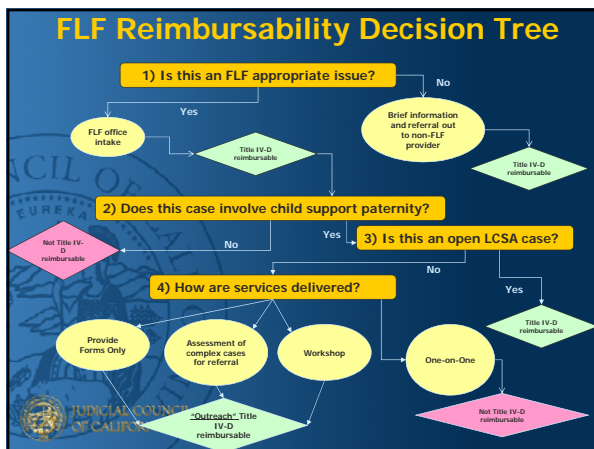 FLF Reimbursability Decision Tree
1) Is this an FLF appropriate issue?
No
Yes
FLF office
intake
Title IV-D
reimbursable
Brief information
and referral out
to non-FLF
provider
Title IV-D
reimbursable
2) Does this case involve child support paternity?
Not Title IV-
D
reimbursable
No
Yes
3) Is this an open LCSA case?
No
Yes
4) How are services delivered?
Title IV-D
reimbursable
Provide
Forms Only
Assessment of
complex cases
for referral
Workshop
One-on-One
"Outreach" Title
IV-D
reimbursable
Not Title IV-D
reimbursable
JUDICIAL COUNCIL
OF CALIFOR
CIL OF
EUREKA